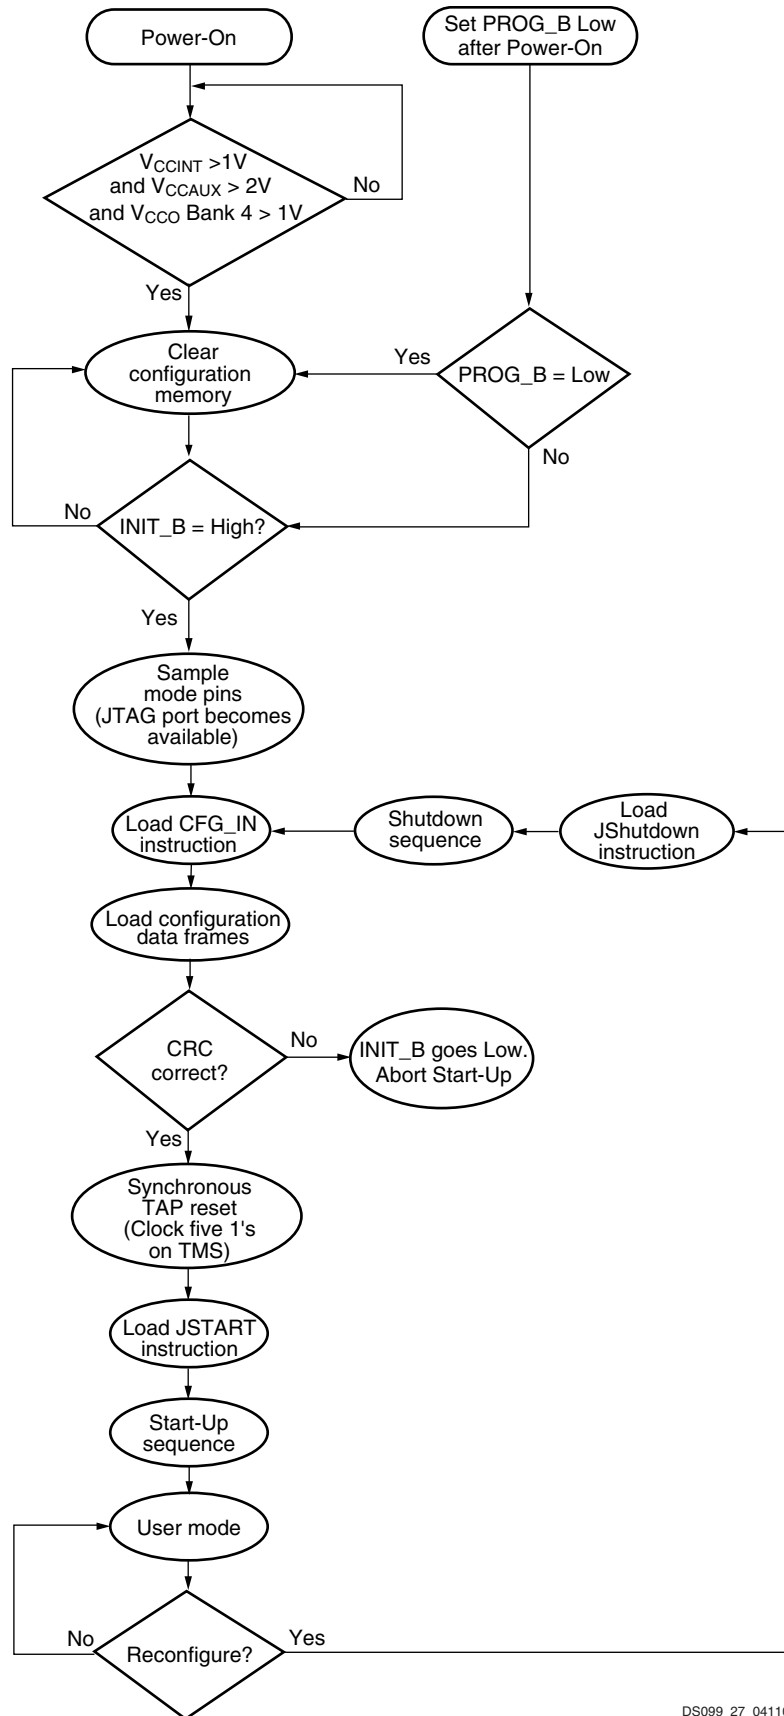 Power-On
Set PROG_B Low
after Power-On
VCCINT >1V
and VCCAUX > 2V
and VCCO Bank 4 > 1V
No
Yes
Clear
configuration
memory
Yes
PROG_B = Low
No
No
INIT_B = High?
Yes
Sample
mode pins
(JTAG port becomes
available)
Load CFG_IN
instruction
Shutdown
sequence
Load
JShutdown
instruction
Load configuration
data frames
CRC
correct?
No
INIT_B goes Low.
Abort Start-Up
Yes
Synchronous
TAP reset
(Clock five 1's
on TMS)
Load JSTART
instruction
Start-Up
sequence
User mode
No
Reconfigure?
Yes